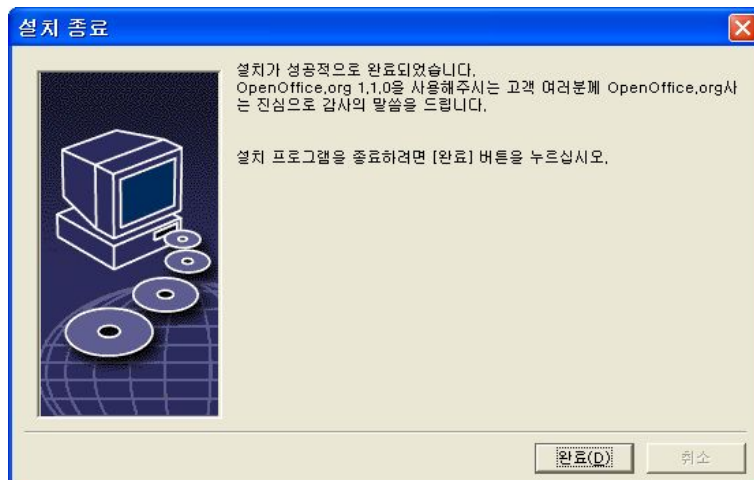 설치 종료
설치가 성공적으로 완료되었습니다.
OpenOffice.org 1.1.0을 사용해주시는 고객 여러분께 OpenOffice.org사
는 진심으로 감사의 말씀을 드립니다.
설치 프로그램을 종료하려면 [완료] 버튼을 누르십시오.
완료(D) 취소